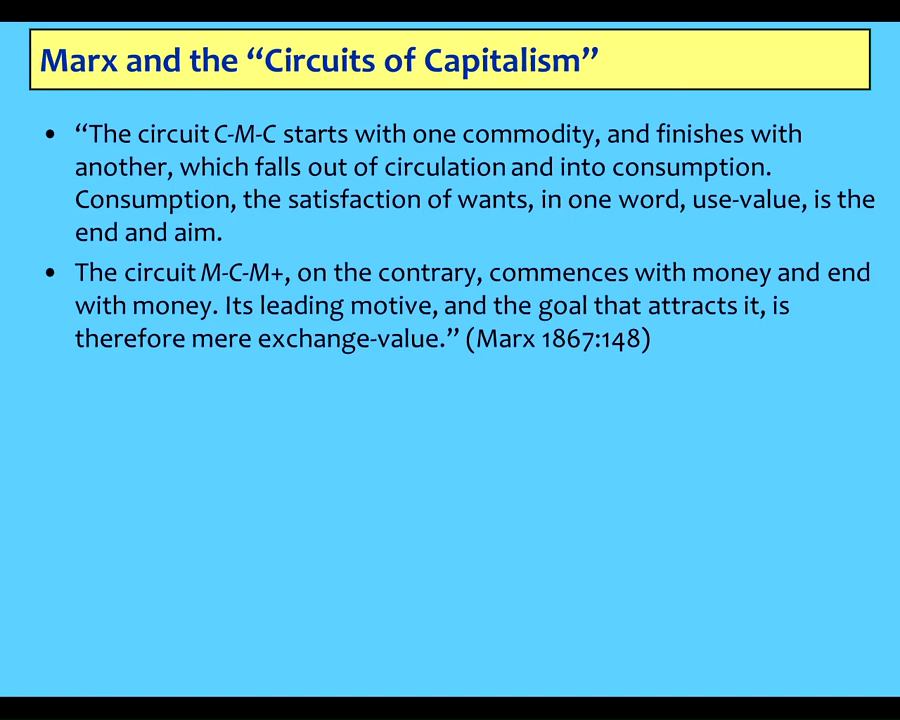 Marx and the “Circuits of Capitalism”
• “The circuit C-M-C starts with one commodity, and finishes with
another, which falls out of circulation and into consumption.
Consumption, the satisfaction of wants, in one word, use-value, is the
end and aim.
• The circuit M-C-M+, on the contrary, commences with money and end
with money. Its leading motive, and the goal that attracts it, is
therefore mere exchange-value.” (Marx 1867:148)